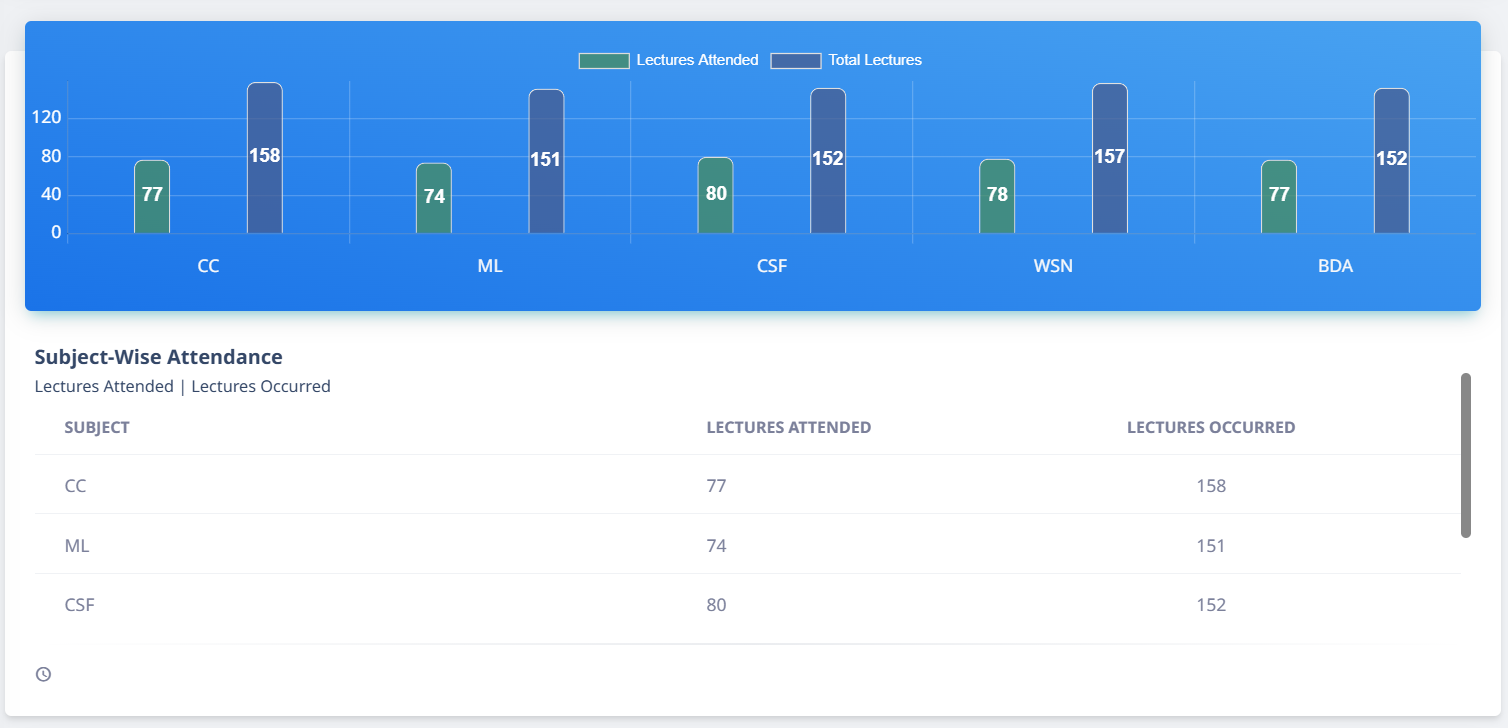 Lectures Attended Total Lectures
120
80
40
0
77 158 74 151 80 152 78 157 77 152
CC ML CSF WSN BDA
Subject-Wise Attendance
Lectures Attended | Lectures Occurred
SUBJECT LECTURES ATTENDED LECTURES OCCURRED
CC 77 158
ML 74 151
CSF 80 152